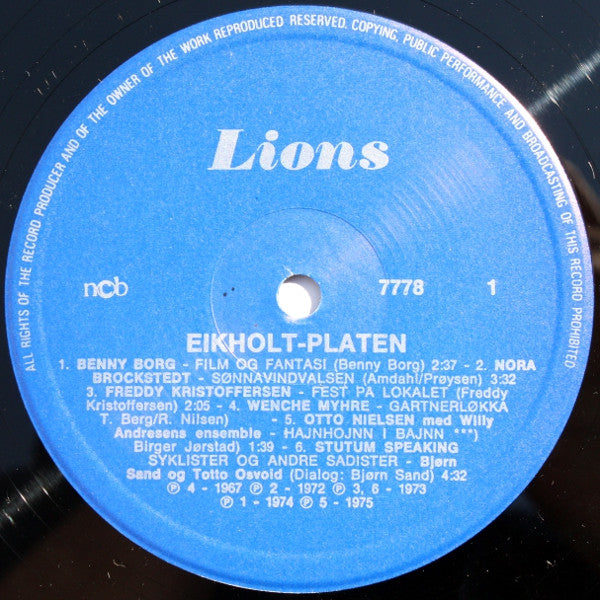 ALL RIGHTS OF THE RECORD PRODUCER AND OF THE OWNER OF THE WORK REPRODUCED RESERVED. COPYING, PUBLIC PERFORMANCE AND BROADCASTING OF THIS RECORD PROHIBITED
Lions
ncb 7778 1
EIKHOLT-PLATEN
1. BENNY BORG - FILM OG FANTASI (Benny Borg) 2:37 - 2. NORA
BROCKSTEDT - SØNNAVINDVALSEN (Amdahl/Prøysen) 3:32
3. FREDDY KRISTOFFERSEN - FEST PÅ LOKALET (Freddy
Kristoffersen) 2:05 - 4. WENCHE MYHRE - GARTNERLØKKA
T. Berg/R. Nilsen) - 5. OTTO NIELSEN med Willy
Andresens ensemble - HAJNHOJNN I BAJNN ***)
Birger Jørstad) 1:39 - 6. STUTUM SPEAKING
SYKLISTER OG ANDRE SADISTER - Bjørn
Sand og Totto Osvold (Dialog: Bjørn Sand) 4:32
Ⓟ 4 - 1967 Ⓟ 2 - 1972 Ⓟ 3, 6 - 1973
Ⓟ 1 - 1974 Ⓟ 5 - 1975